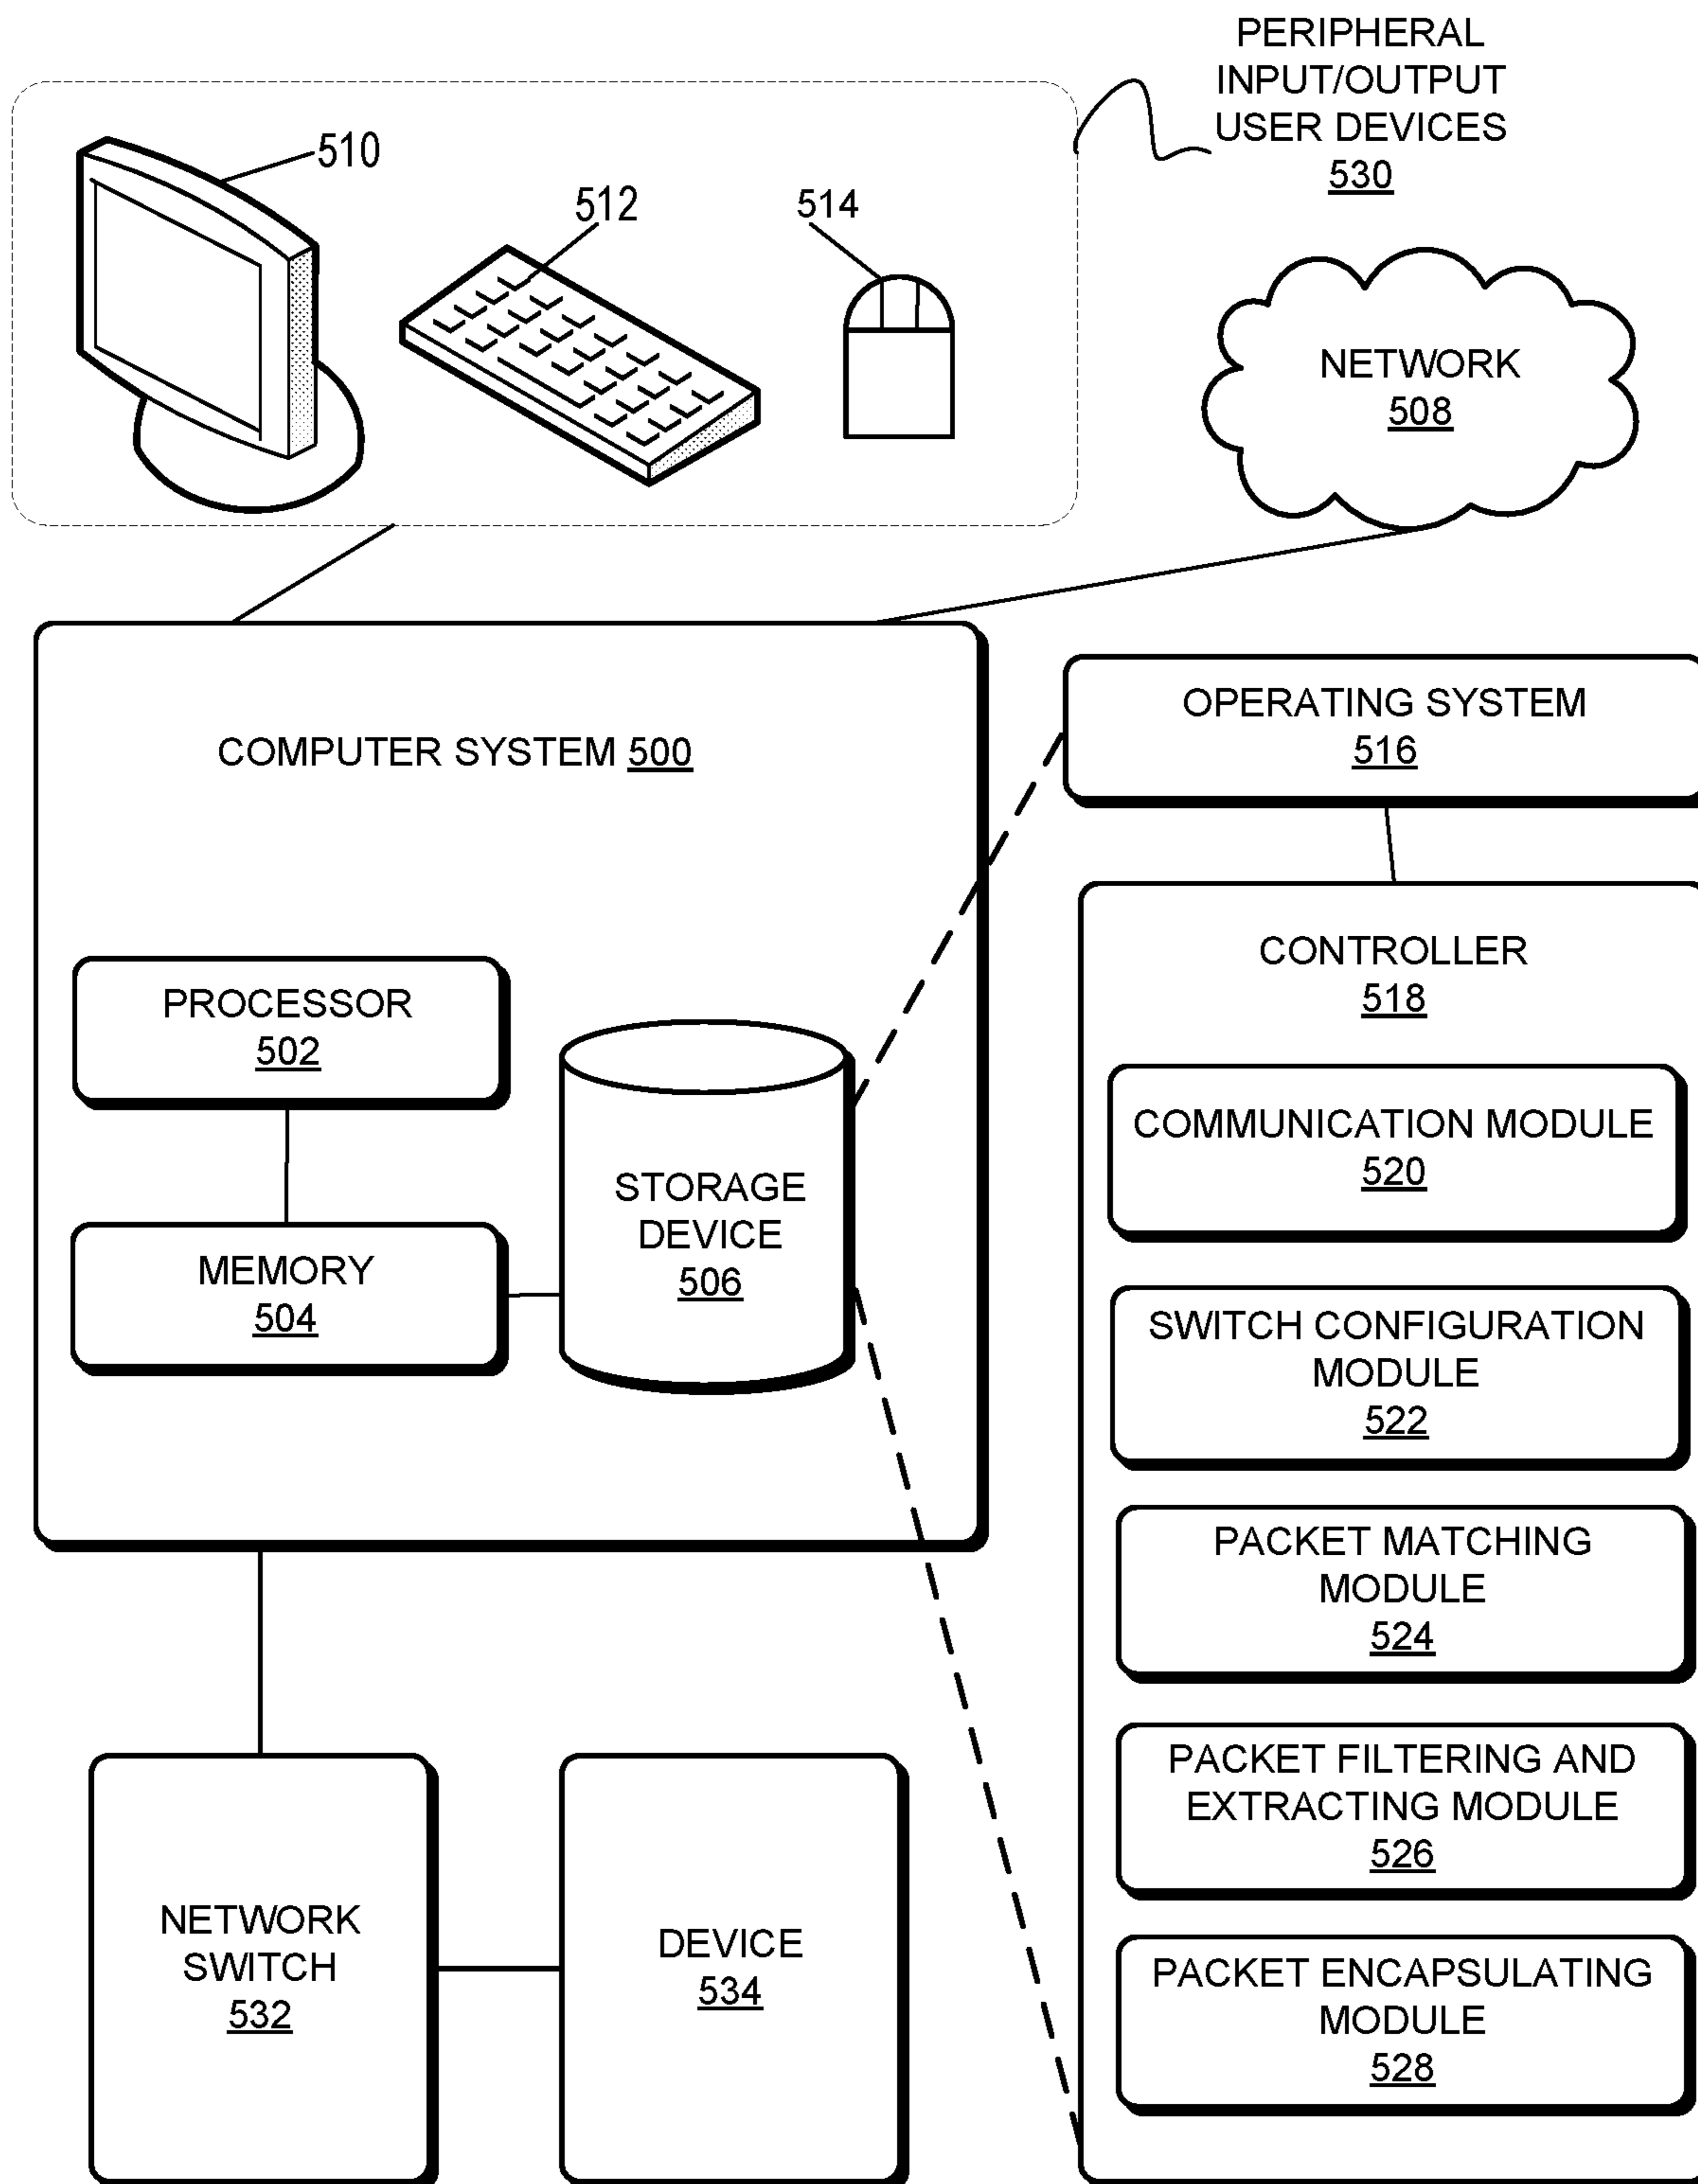 PERIPHERAL
INPUT/OUTPUT
USER DEVICES
530
510
512
514
NETWORK
508
COMPUTER SYSTEM 500
OPERATING SYSTEM
516
PROCESSOR
502
MEMORY
504
STORAGE
DEVICE
506
CONTROLLER
518
COMMUNICATION MODULE
520
SWITCH CONFIGURATION
MODULE
522
PACKET MATCHING
MODULE
524
PACKET FILTERING AND
EXTRACTING MODULE
526
PACKET ENCAPSULATING
MODULE
528
NETWORK
SWITCH
532
DEVICE
534